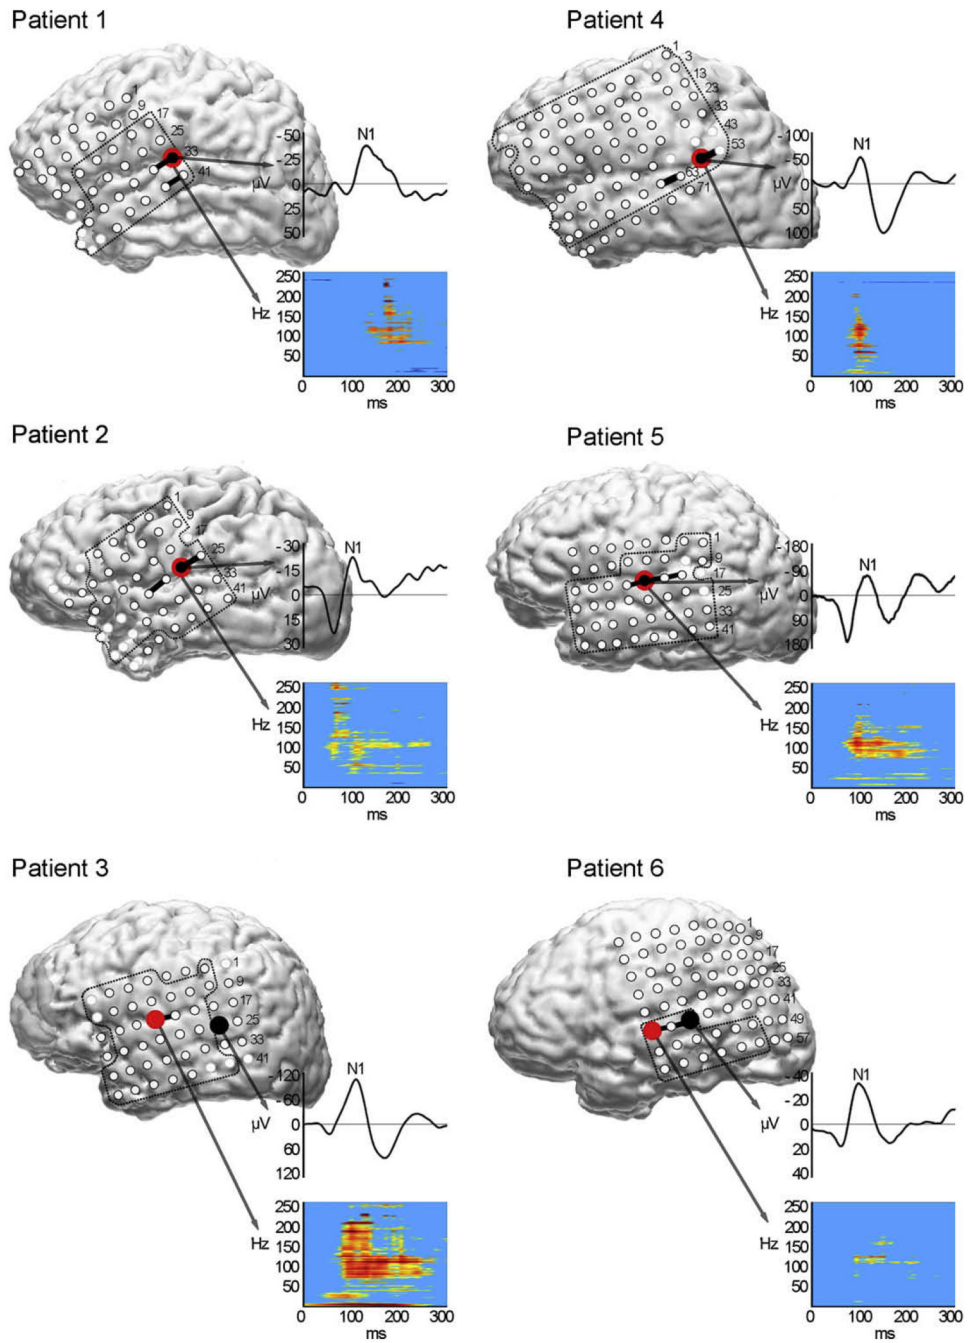 Patient 1
1
9
17
25
33
41
N1
- 50
- 25
µV
0
25
50
250
200
Hz
150
100
50
0 100 200 300
ms
Patient 4
1
3
13
23
33
43
53
63
71
N1
- 100
- 50
µV
0
50
100
250
200
Hz
150
100
50
0 100 200 300
ms
Patient 2
1
9
17
25
33
41
N1
- 30
- 15
µV
0
15
30
250
200
Hz
150
100
50
0 100 200 300
ms
Patient 5
1
9
17
25
33
41
N1
- 180
- 90
µV
0
90
180
250
200
Hz
150
100
50
0 100 200 300
ms
Patient 3
1
9
17
25
33
41
N1
- 120
- 60
µV
0
60
120
250
200
Hz
150
100
50
0 100 200 300
ms
Patient 6
1
9
17
25
33
41
49
57
N1
- 40
- 20
µV
0
20
40
250
200
Hz
150
100
50
0 100 200 300
ms